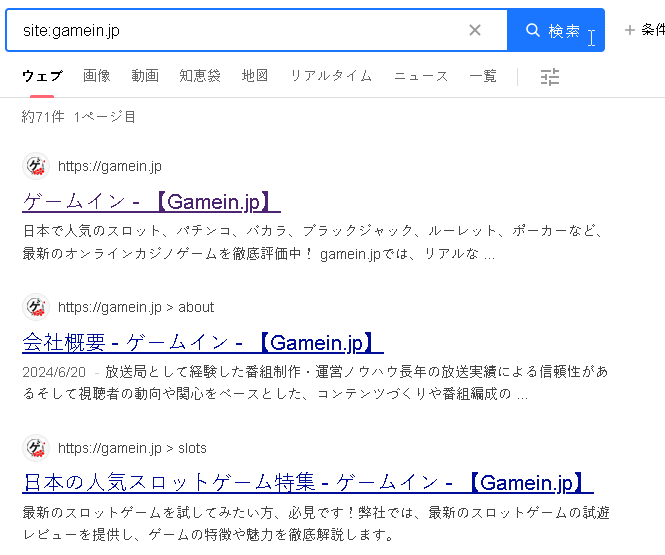 site:gamein.jp
検索
条件
ウェブ 画像 動画 知恵袋 地図 リアルタイム ニュース 一覧
約71件 1ページ目
https://gamein.jp
ゲームイン - 【Gamein.jp】
日本で人気のスロット、パチンコ、バカラ、ブラックジャック、ルーレット、ポーカーなど、
最新のオンラインカジノゲームを徹底評価中！ gamein.jpでは、リアルな ...
https://gamein.jp > about
会社概要 - ゲームイン - 【Gamein.jp】
2024/6/20 - 放送局として経験した番組制作・運営ノウハウ長年の放送実績による信頼性があ
るそして視聴者の動向や関心をベースとした、コンテンツづくりや番組編成の ...
https://gamein.jp > slots
日本の人気スロットゲーム特集 - ゲームイン - 【Gamein.jp】
最新のスロットゲームを試してみたい方、必見です！弊社では、最新のスロットゲームの試遊
レビューを提供し、ゲームの特徴や魅力を徹底解説します。